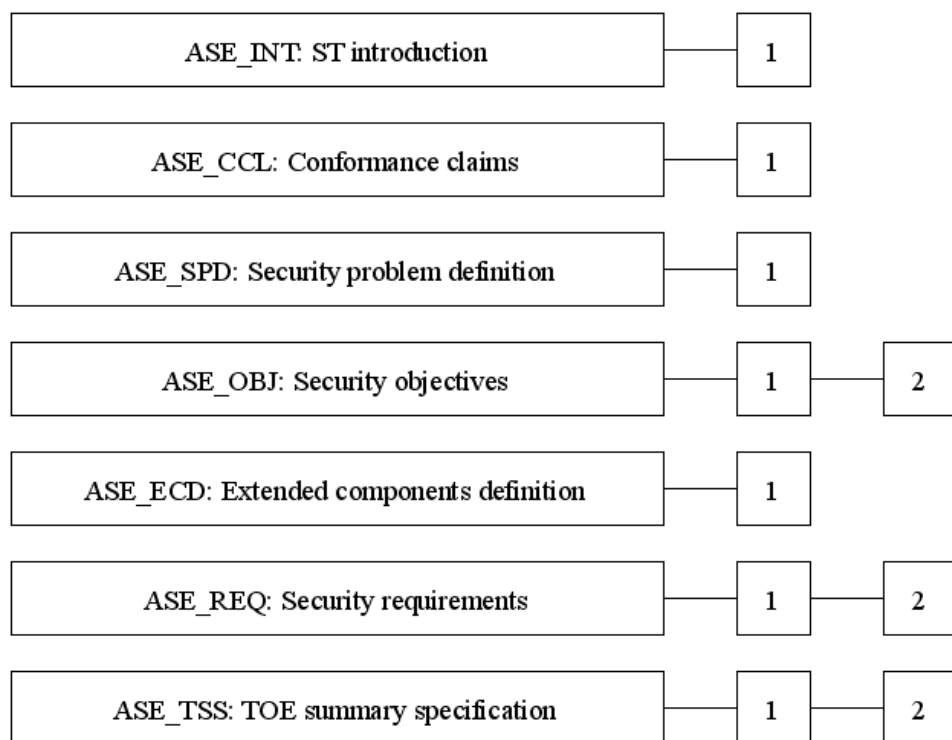 ASE_INT: ST introduction 1
ASE_CCL: Conformance claims 1
ASE_SPD: Security problem definition 1
ASE_OBJ: Security objectives 1 2
ASE_ECD: Extended components definition 1
ASE_REQ: Security requirements 1 2
ASE_TSS: TOE summary specification 1 2